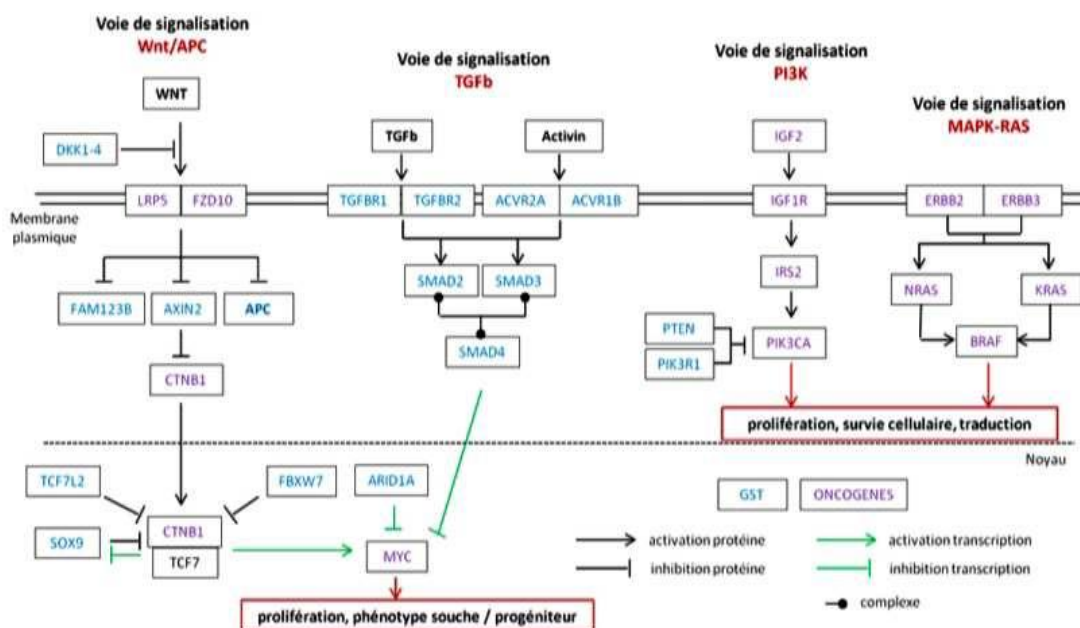 Voie de signalisation
Wnt/APC
Voie de signalisation
TGFb
Voie de signalisation
PI3K
Voie de signalisation
MAPK-RAS
WNT
DKK1-4
TGFb
Activin
IGF2
LRP5
FZD10
TGFBR1
TGFBR2
ACVR2A
ACVR1B
IGF1R
ERBB2
ERBB3
Membrane
plasmique
FAM123B
AXIN2
APC
SMAD2
SMAD3
IRS2
NRAS
KRAS
SMAD4
PTEN
PIK3R1
PIK3CA
BRAF
CTNB1
prolifération, survie cellulaire, traduction
Noyau
TCF7L2
FBXW7
ARID1A
GST
ONCOGENES
SOX9
CTNB1
TCF7
MYC
activation protéine
activation transcription
inhibition protéine
inhibition transcription
complexe
prolifération, phénotype souche / progéniteur